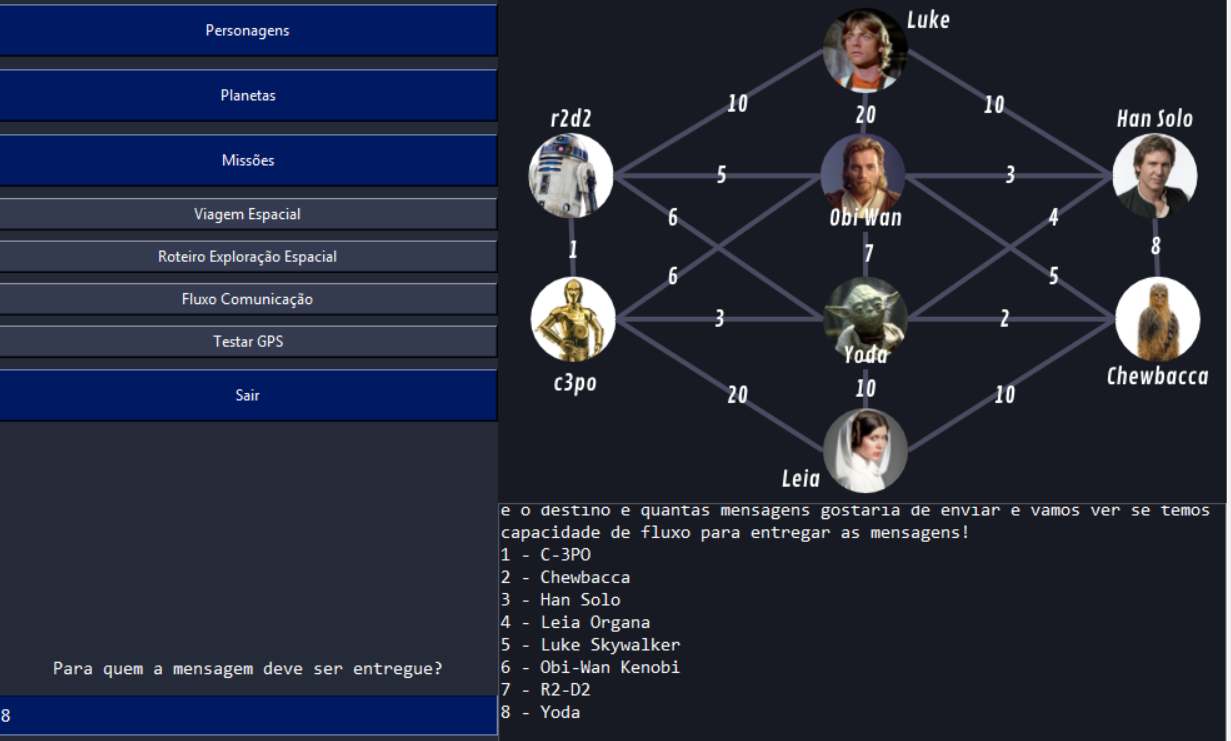 Personagens
Planetas
Missões
Viagem Espacial
Roteiro Exploração Espacial
Fluxo Comunicação
Testar GPS
Sair
Para quem a mensagem deve ser entregue?
8
Luke
10
20
10
r2d2
Han Solo
5
3
Obi Wan
6
4
1
7
8
6
5
3
2
Yoda
c3po
10
Chewbacca
20
10
Leia
e o destino e quantas mensagens gostaria de enviar e vamos ver se temos
capacidade de fluxo para entregar as mensagens!
1 - C-3PO
2 - Chewbacca
3 - Han Solo
4 - Leia Organa
5 - Luke Skywalker
6 - Obi-Wan Kenobi
7 - R2-D2
8 - Yoda